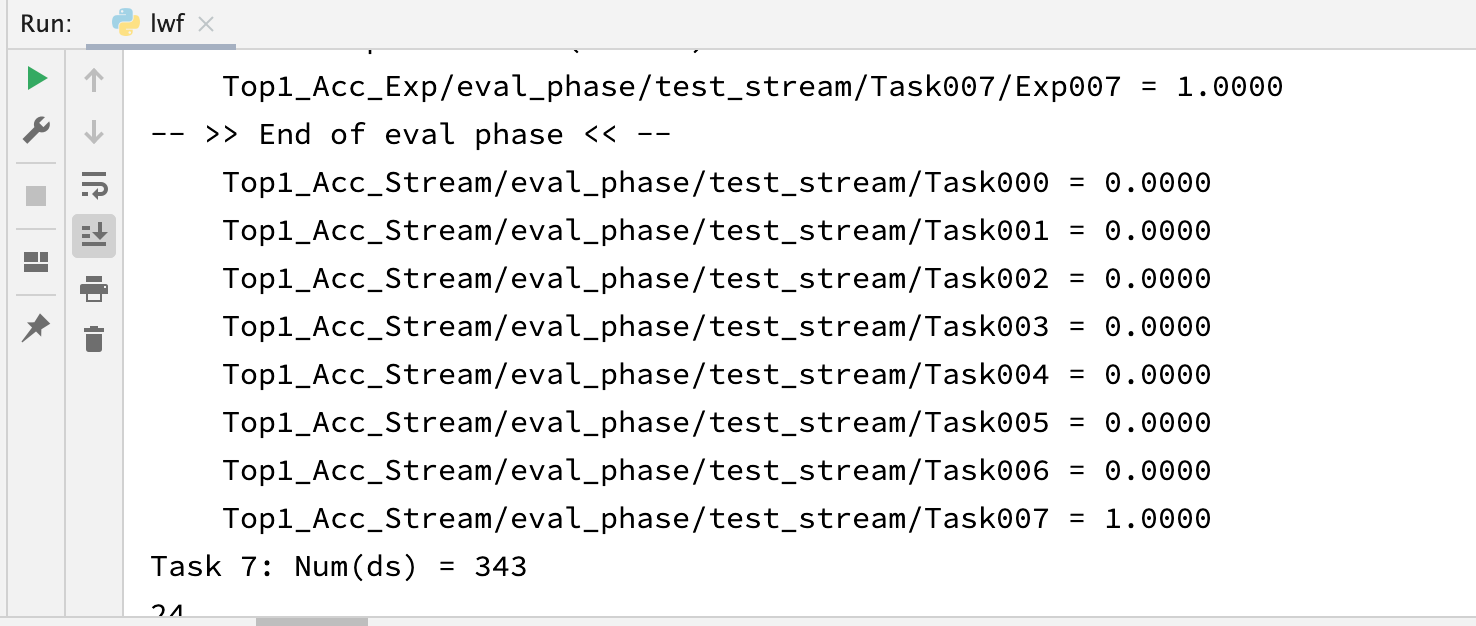 Run: lwf
Top1_Acc_Exp/eval_phase/test_stream/Task007/Exp007 = 1.0000
-- >> End of eval phase << --
Top1_Acc_Stream/eval_phase/test_stream/Task000 = 0.0000
Top1_Acc_Stream/eval_phase/test_stream/Task001 = 0.0000
Top1_Acc_Stream/eval_phase/test_stream/Task002 = 0.0000
Top1_Acc_Stream/eval_phase/test_stream/Task003 = 0.0000
Top1_Acc_Stream/eval_phase/test_stream/Task004 = 0.0000
Top1_Acc_Stream/eval_phase/test_stream/Task005 = 0.0000
Top1_Acc_Stream/eval_phase/test_stream/Task006 = 0.0000
Top1_Acc_Stream/eval_phase/test_stream/Task007 = 1.0000
Task 7: Num(ds) = 343
24